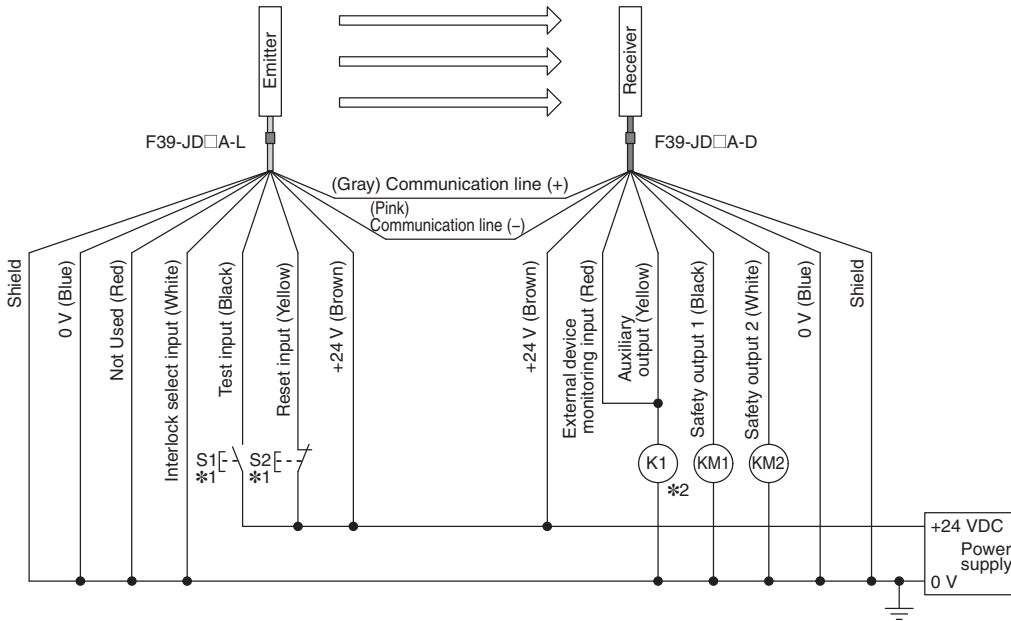 Emitter
Receiver
F39-JD□A-L
F39-JD□A-D
(Gray) Communication line (+)
(Pink)
Communication line (–)
Shield
0 V (Blue)
Not Used (Red)
Interlock select input (White)
Test input (Black)
Reset input (Yellow)
+24 V (Brown)
+24 V (Brown)
External device
monitoring input (Red)
Auxiliary
output (Yellow)
Safety output 1 (Black)
Safety output 2 (White)
0 V (Blue)
Shield
S1
*1
S2
*1
K1
*2
KM1
KM2
+24 VDC
Power
supply
0 V